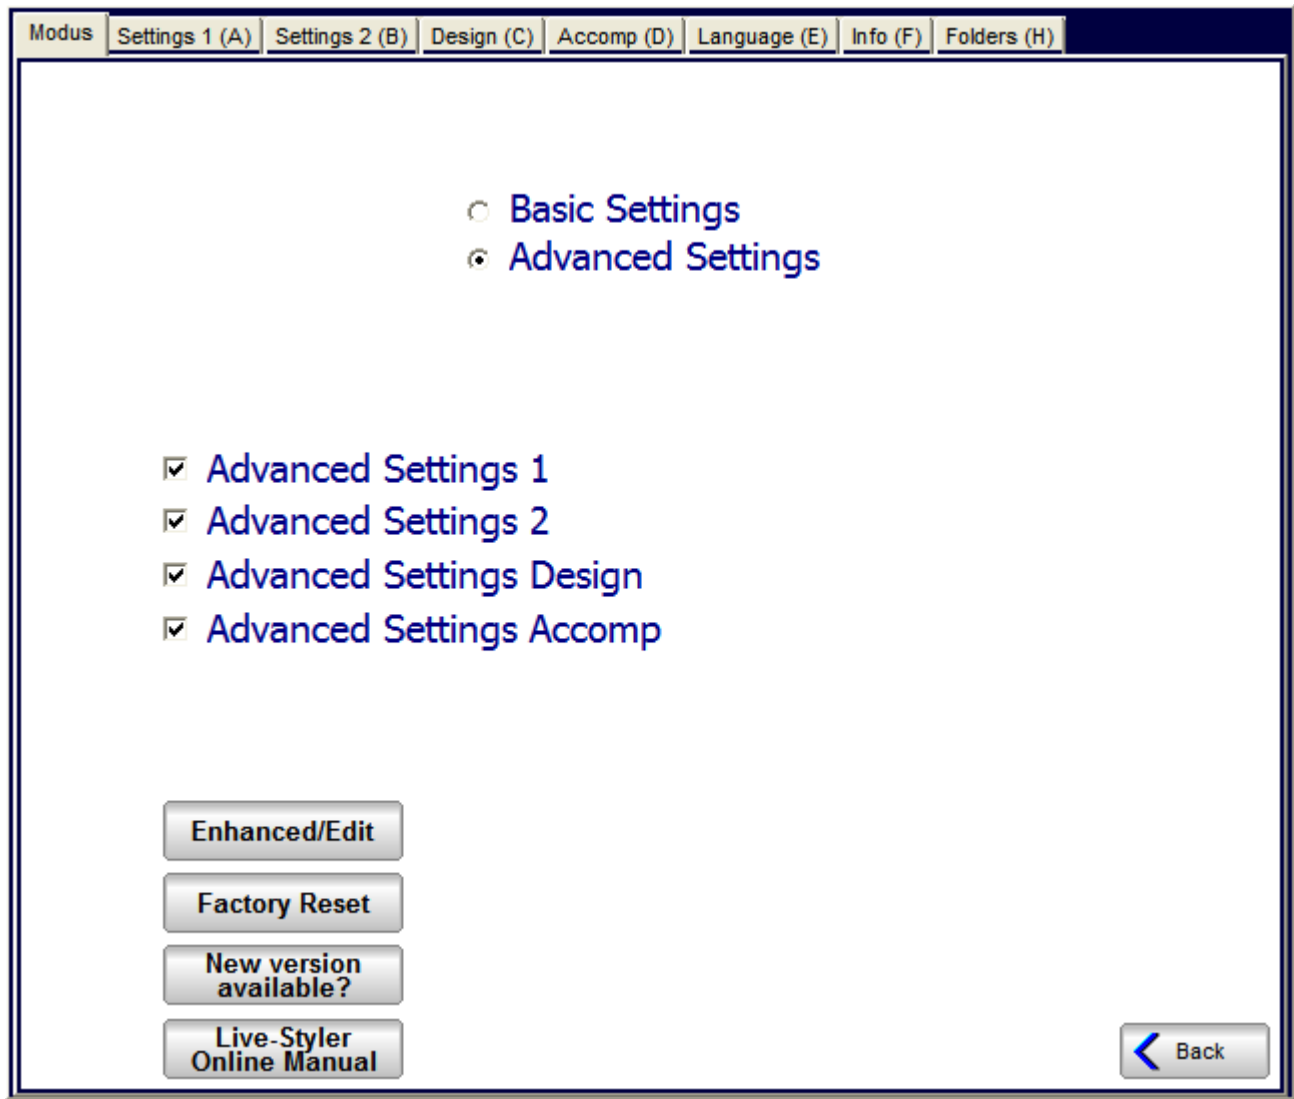 Modus Settings 1 (A) Settings 2 (B) Design (C) Accomp (D) Language (E) Info (F) Folders (H)
Basic Settings
Advanced Settings
Advanced Settings 1
Advanced Settings 2
Advanced Settings Design
Advanced Settings Accomp
Enhanced/Edit
Factory Reset
New version
available?
Live-Styler
Online Manual
Back